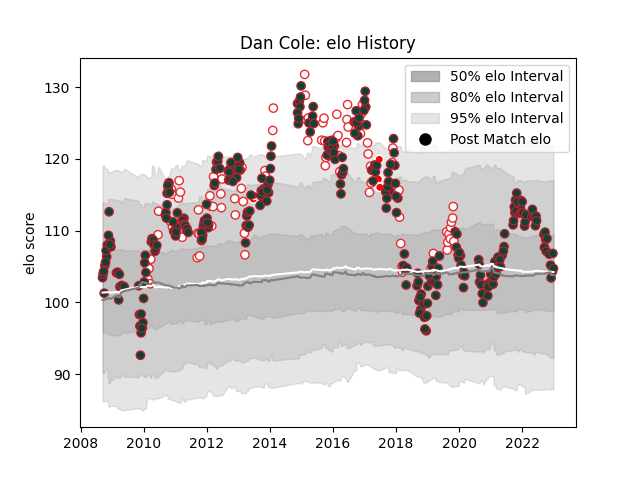 Dan Cole: elo History
50% elo Interval
80% elo Interval
95% elo Interval
Post Match elo
elo score
130
120
110
100
90
2008
2010
2012
2014
2016
2018
2020
2022